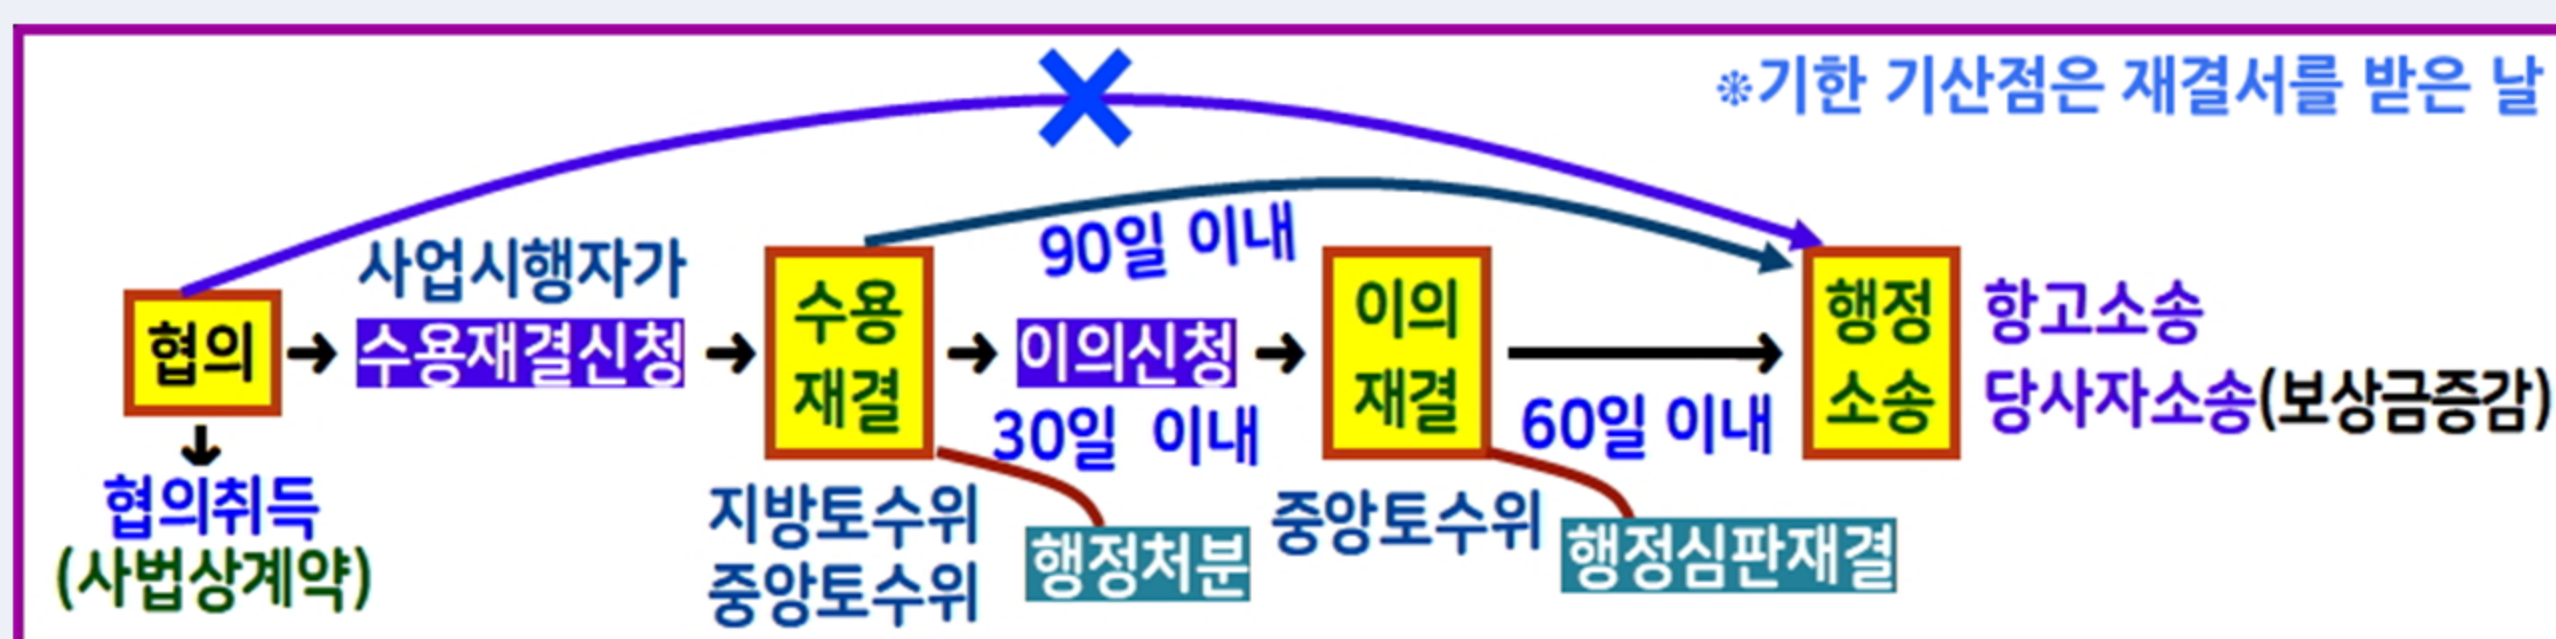 ※기한 기산점은 재결서를 받은 날
90일 이내
협의
사업시행자가
수용재결신청
수용
재결
이의신청
30일 이내
이의
재결
60일 이내
행정
소송
항고소송
당사자소송(보상금증감)
협의취득
(사법상계약)
지방토수위
중앙토수위
행정처분
중앙토수위
행정심판재결